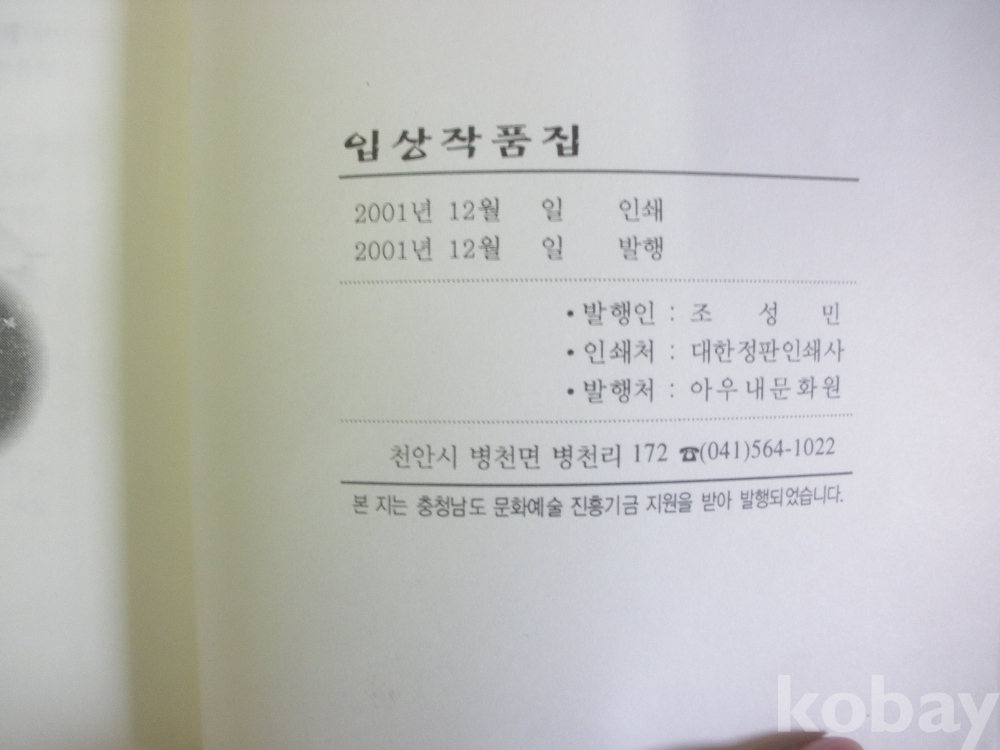 입상작품집
2001년 12월 일 인쇄
2001년 12월 일 발행
• 발행인 : 조 성 민
• 인쇄처 : 대한정판인쇄사
• 발행처 : 아우내문화원
천안시 병천면 병천리 172 ☎(041)564-1022
본 지는 충청남도 문화예술 진흥기금 지원을 받아 발행되었습니다.
kobay